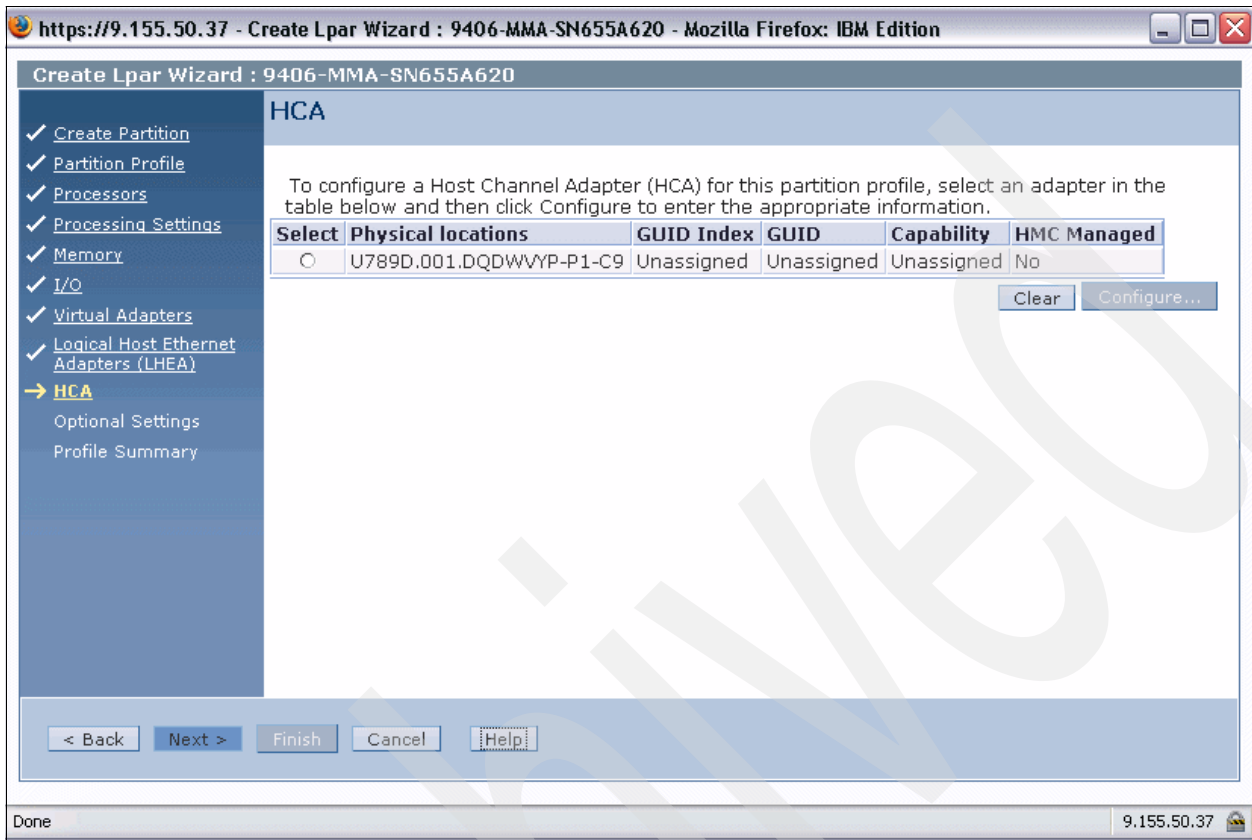 https://9.155.50.37 - Create Lpar Wizard : 9406-MMA-SN655A620 - Mozilla Firefox: IBM Edition
Create Lpar Wizard : 9406-MMA-SN655A620
Create Partition
Partition Profile
Processors
Processing Settings
Memory
I/O
Virtual Adapters
Logical Host Ethernet
Adapters (LHEA)
HCA
Optional Settings
Profile Summary
HCA
To configure a Host Channel Adapter (HCA) for this partition profile, select an adapter in the
table below and then click Configure to enter the appropriate information.
Select Physical locations GUID Index GUID Capability HMC Managed
U789D.001.DQDWVYP-P1-C9 Unassigned Unassigned Unassigned No
Clear Configure...
< Back Next > Finish Cancel Help
Done 9.155.50.37